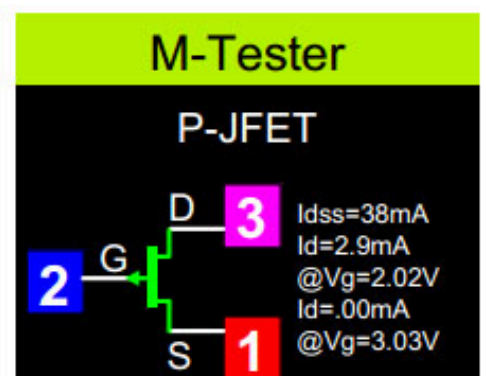 M-Tester
P-JFET
D
3
G
2
S
1
Idss=38mA
Id=2.9mA
@Vg=2.02V
Id=.00mA
@Vg=3.03V